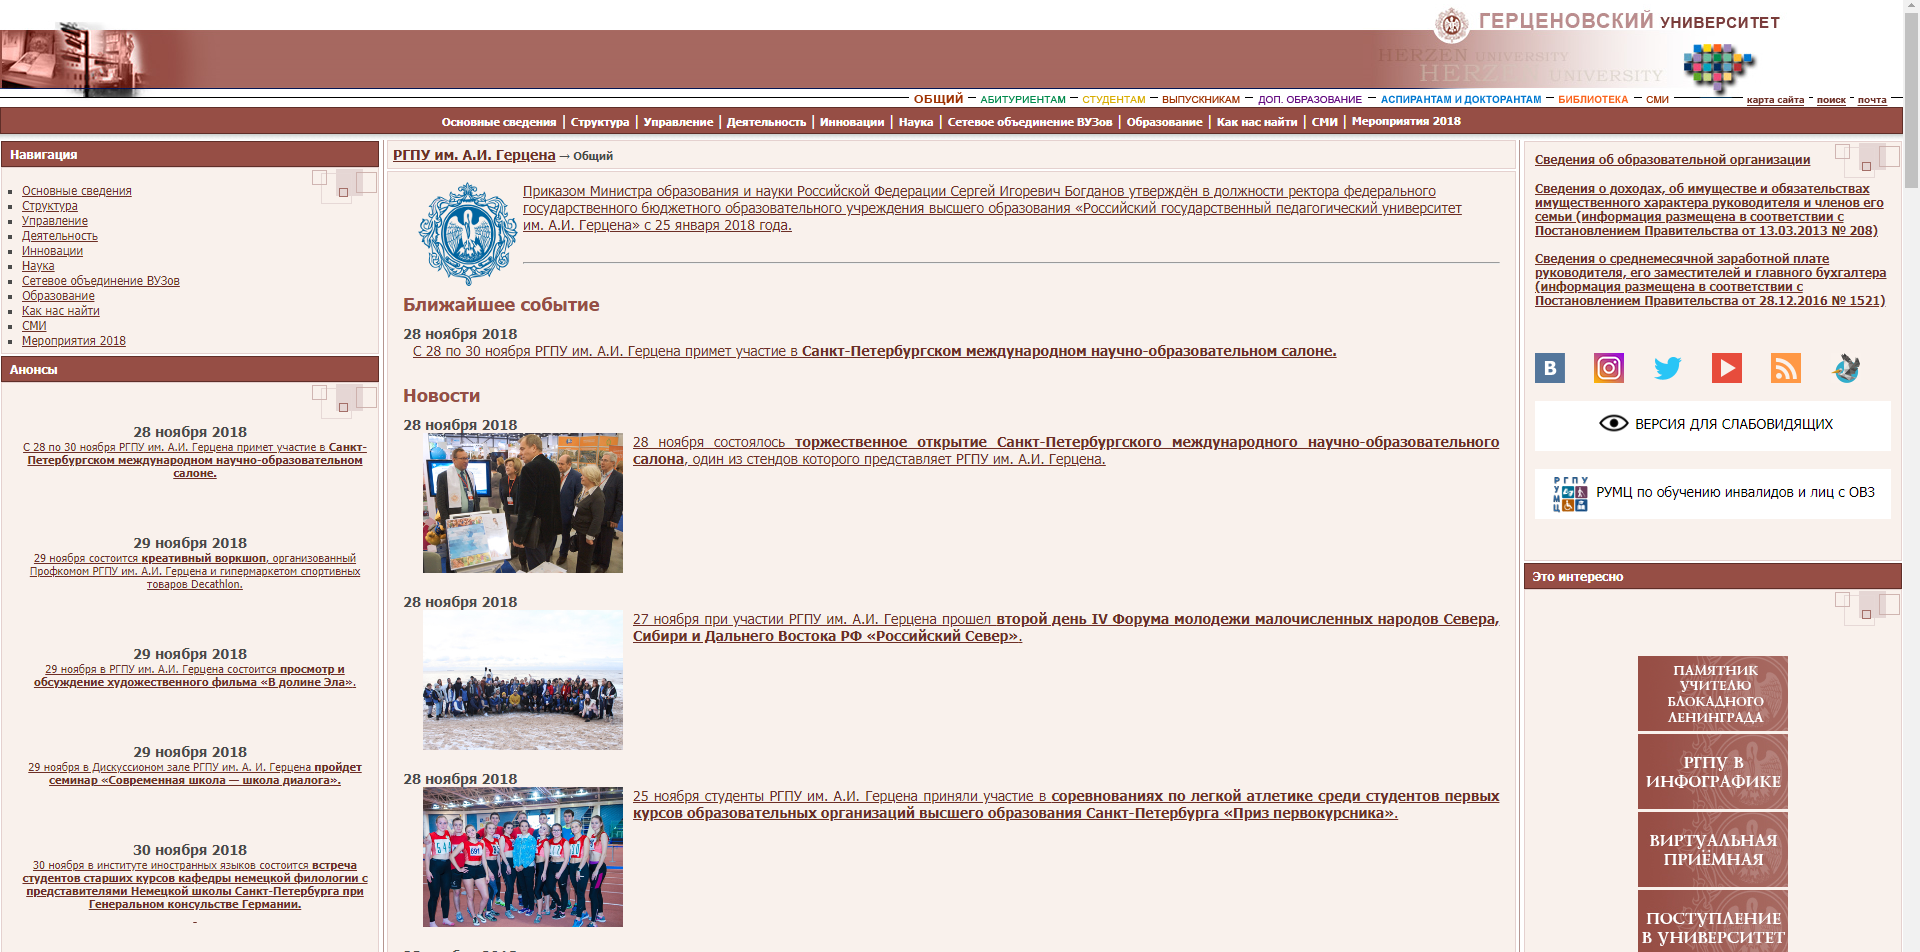 ГЕРЦЕНОВСКИЙ УНИВЕРСИТЕТ
HERZEN UNIVERSITY
HERZEN UNIVERSITY
ОБЩИЙ – АБИТУРИЕНТАМ – СТУДЕНТАМ – ВЫПУСКНИКАМ – ДОП. ОБРАЗОВАНИЕ – АСПИРАНТАМ И ДОКТОРАНТАМ – БИБЛИОТЕКА – СМИ
карта сайта - поиск - почта
Основные сведения | Структура | Управление | Деятельность | Инновации | Наука | Сетевое объединение ВУЗов | Образование | Как нас найти | СМИ | Мероприятия 2018
Навигация
Основные сведения
Структура
Управление
Деятельность
Инновации
Наука
Сетевое объединение ВУЗов
Образование
Как нас найти
СМИ
Мероприятия 2018
Анонсы
28 ноября 2018
С 28 по 30 ноября РГПУ им. А.И. Герцена примет участие в Санкт-
Петербургском международном научно-образовательном
салоне.
29 ноября 2018
29 ноября состоится креативный воркшоп, организованный
Профкомом РГПУ им. А.И. Герцена и гипермаркетом спортивных
товаров Decathlon.
29 ноября 2018
29 ноября в РГПУ им. А.И. Герцена состоится просмотр и
обсуждение художественного фильма «В долине Эла».
29 ноября 2018
29 ноября в Дискуссионом зале РГПУ им. А. И. Герцена пройдет
семинар «Современная школа — школа диалога».
30 ноября 2018
30 ноября в институте иностранных языков состоится встреча
студентов старших курсов кафедры немецкой филологии с
представителями Немецкой школы Санкт-Петербурга при
Генеральном консульстве Германии.
РГПУ им. А.И. Герцена → Общий
Приказом Министра образования и науки Российской Федерации Сергей Игоревич Богданов утверждён в должности ректора федерального
государственного бюджетного образовательного учреждения высшего образования «Российский государственный педагогический университет
им. А.И. Герцена» с 25 января 2018 года.
Ближайшее событие
28 ноября 2018
С 28 по 30 ноября РГПУ им. А.И. Герцена примет участие в Санкт-Петербургском международном научно-образовательном салоне.
Новости
28 ноября 2018
28 ноября состоялось торжественное открытие Санкт-Петербургского международного научно-образовательного
салона, один из стендов которого представляет РГПУ им. А.И. Герцена.
28 ноября 2018
27 ноября при участии РГПУ им. А.И. Герцена прошел второй день IV Форума молодежи малочисленных народов Севера,
Сибири и Дальнего Востока РФ «Российский Север».
28 ноября 2018
25 ноября студенты РГПУ им. А.И. Герцена приняли участие в соревнованиях по легкой атлетике среди студентов первых
курсов образовательных организаций высшего образования Санкт-Петербурга «Приз первокурсника».
Сведения об образовательной организации
Сведения о доходах, об имуществе и обязательствах
имущественного характера руководителя и членов его
семьи (информация размещена в соответствии с
Постановлением Правительства от 13.03.2013 № 208)
Сведения о среднемесячной заработной плате
руководителя, его заместителей и главного бухгалтера
(информация размещена в соответствии с
Постановлением Правительства от 28.12.2016 № 1521)
ВЕРСИЯ ДЛЯ СЛАБОВИДЯЩИХ
РГПУ
РУМЦ по обучению инвалидов и лиц с ОВЗ
Это интересно
ПАМЯТНИК
УЧИТЕЛЮ
БЛОКАДНОГО
ЛЕНИНГРАДА
РГПУ В
ИНФОГРАФИКЕ
ВИРТУАЛЬНАЯ
ПРИЁМНАЯ
ПОСТУПЛЕНИЕ
В УНИВЕРСИТЕТ